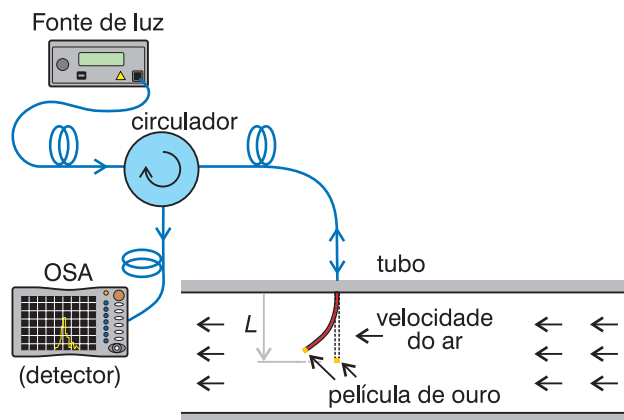 Fonte de luz
circulador
OSA
(detector)
tubo
L
velocidade
do ar
película de ouro